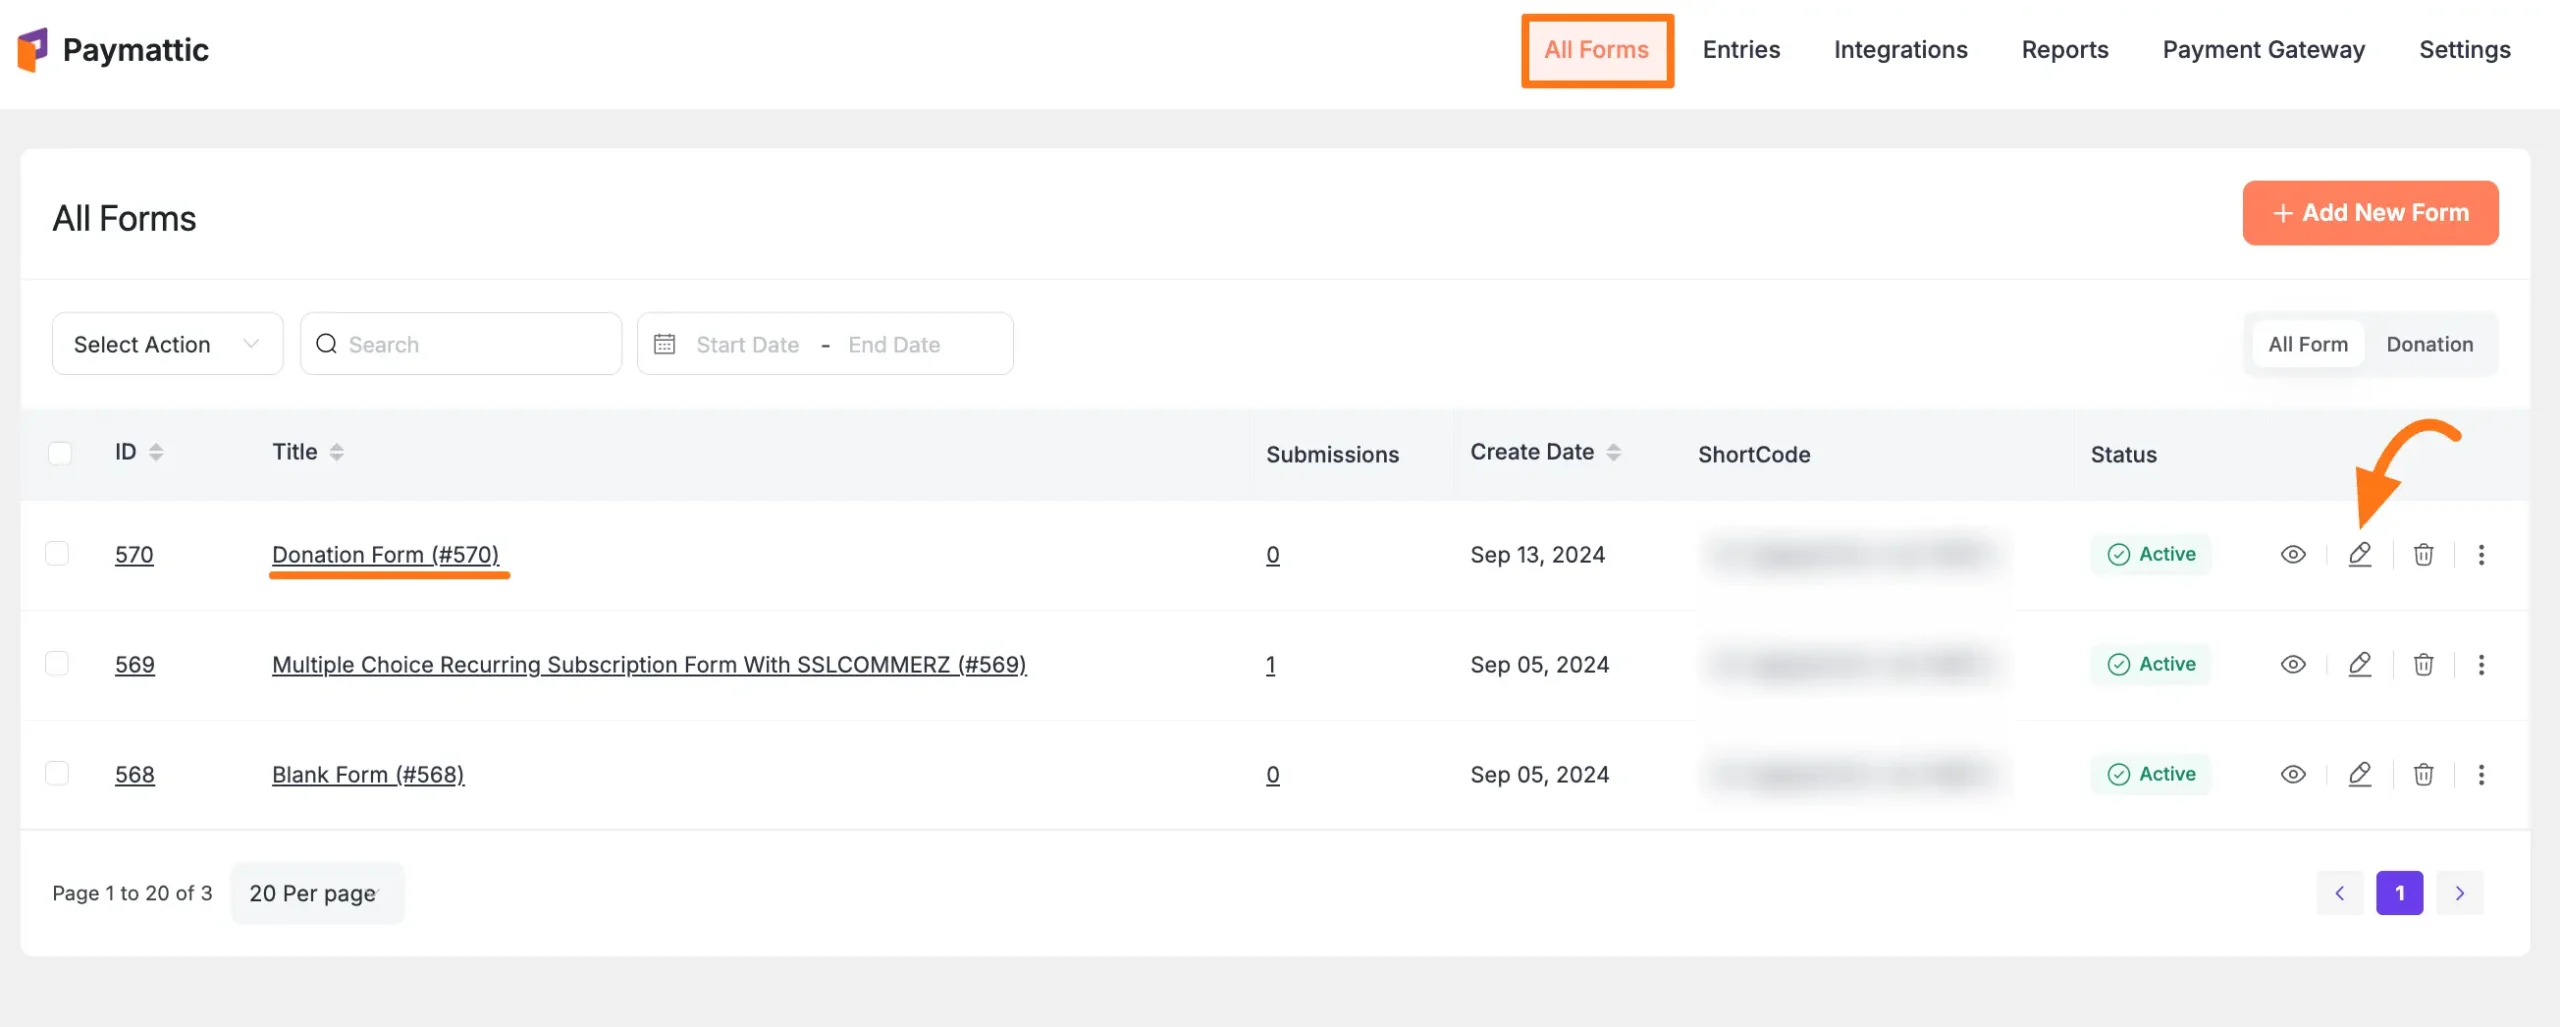 Paymattic
All Forms Entries Integrations Reports Payment Gateway Settings
All Forms
+ Add New Form
Select Action Search Start Date - End Date All Form Donation
ID Title Submissions Create Date ShortCode Status
570 Donation Form (#570) 0 Sep 13, 2024 Active
569 Multiple Choice Recurring Subscription Form With SSLCOMMERZ (#569) 1 Sep 05, 2024 Active
568 Blank Form (#568) 0 Sep 05, 2024 Active
Page 1 to 20 of 3 20 Per page 1